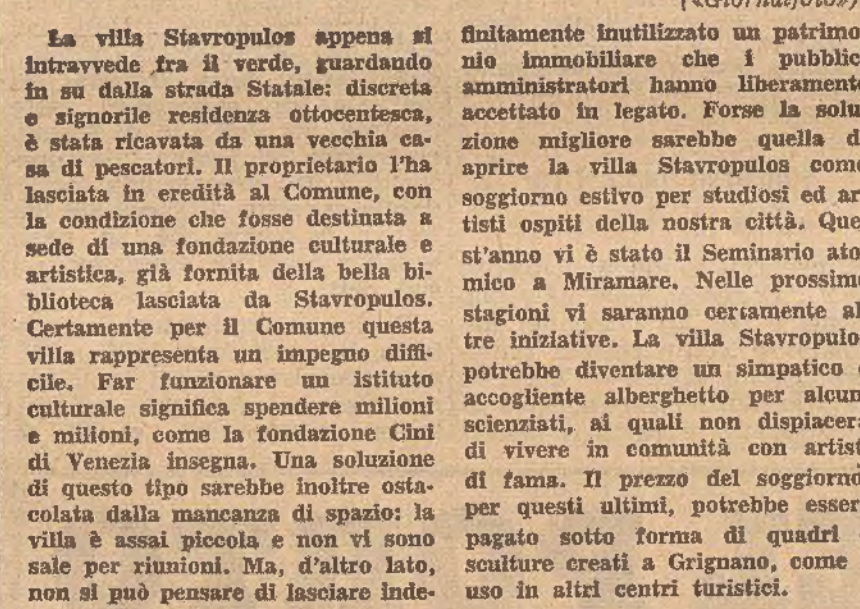 La villa Stavropulos appena si
intravvede fra il verde, guardando
in su dalla strada Statale: discreta
e signorile residenza ottocentesca,
è stata ricavata da una vecchia ca-
sa di pescatori. Il proprietario l'ha
lasciata in eredità al Comune, con
la condizione che fosse destinata a
sede di una fondazione culturale e
artistica, già fornita della bella bi-
blioteca lasciata da Stavropulos.
Certamente per il Comune questa
villa rappresenta un impegno diffi-
cile. Far funzionare un istituto
culturale significa spendere milioni
e milioni, come la fondazione Cini
di Venezia insegna. Una soluzione
di questo tipo sarebbe inoltre osta-
colata dalla mancanza di spazio: la
villa è assai piccola e non vi sono
sale per riunioni. Ma, d'altro lato,
non si può pensare di lasciare inde-
(«Giornalfoto»)
finitamente inutilizzato un patrimo
nio immobiliare che i pubblic
amministratori hanno liberamente
accettato in legato. Forse la solu
zione migliore sarebbe quella d
aprire la villa Stavropulos come
soggiorno estivo per studiosi ed ar
tisti ospiti della nostra città. Que
st'anno vi è stato il Seminario ato
mico a Miramare. Nelle prossime
stagioni vi saranno certamente al
tre iniziative. La villa Stavropulo
potrebbe diventare un simpatico e
accogliente alberghetto per alcun
scienziati, ai quali non dispiacerà
di vivere in comunità con artist
di fama. Il prezzo del soggiorno
per questi ultimi, potrebbe esser
pagato sotto forma di quadri
sculture creati a Grignano, come
uso in altri centri turistici.